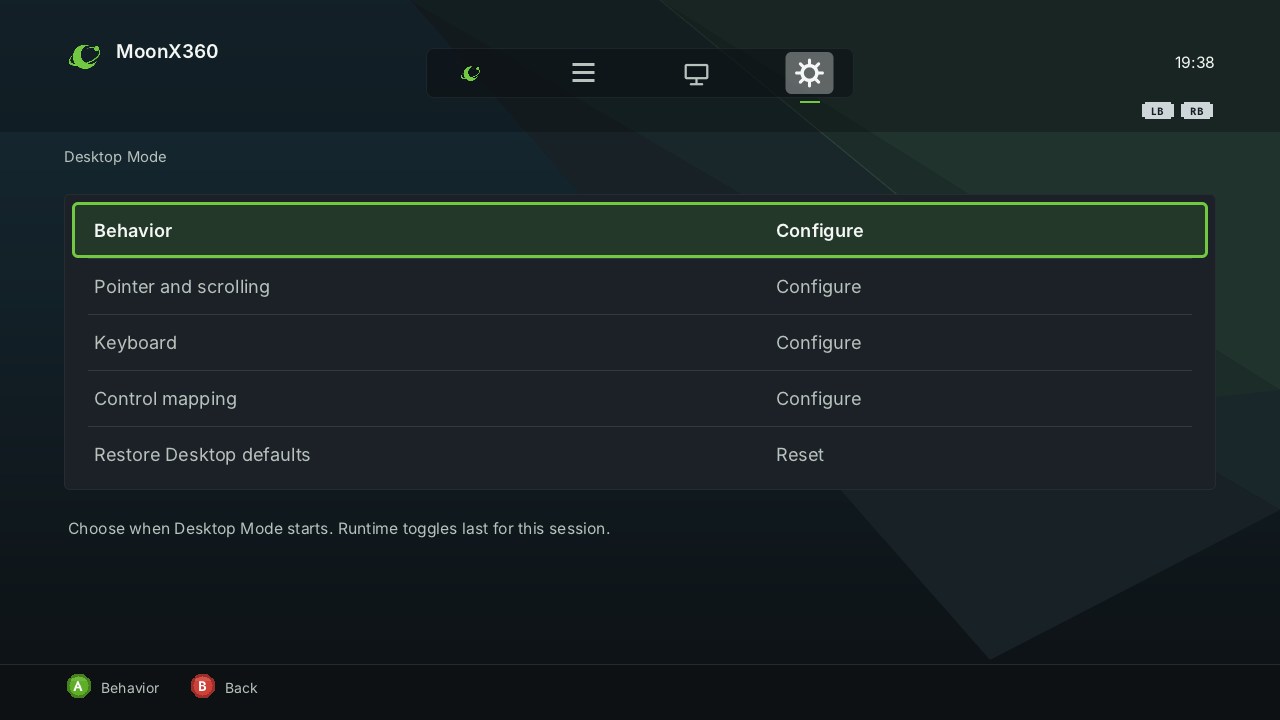 MoonX360
19:38
LB RB
Desktop Mode
Behavior Configure
Pointer and scrolling Configure
Keyboard Configure
Control mapping Configure
Restore Desktop defaults Reset
Choose when Desktop Mode starts. Runtime toggles last for this session.
A Behavior B Back